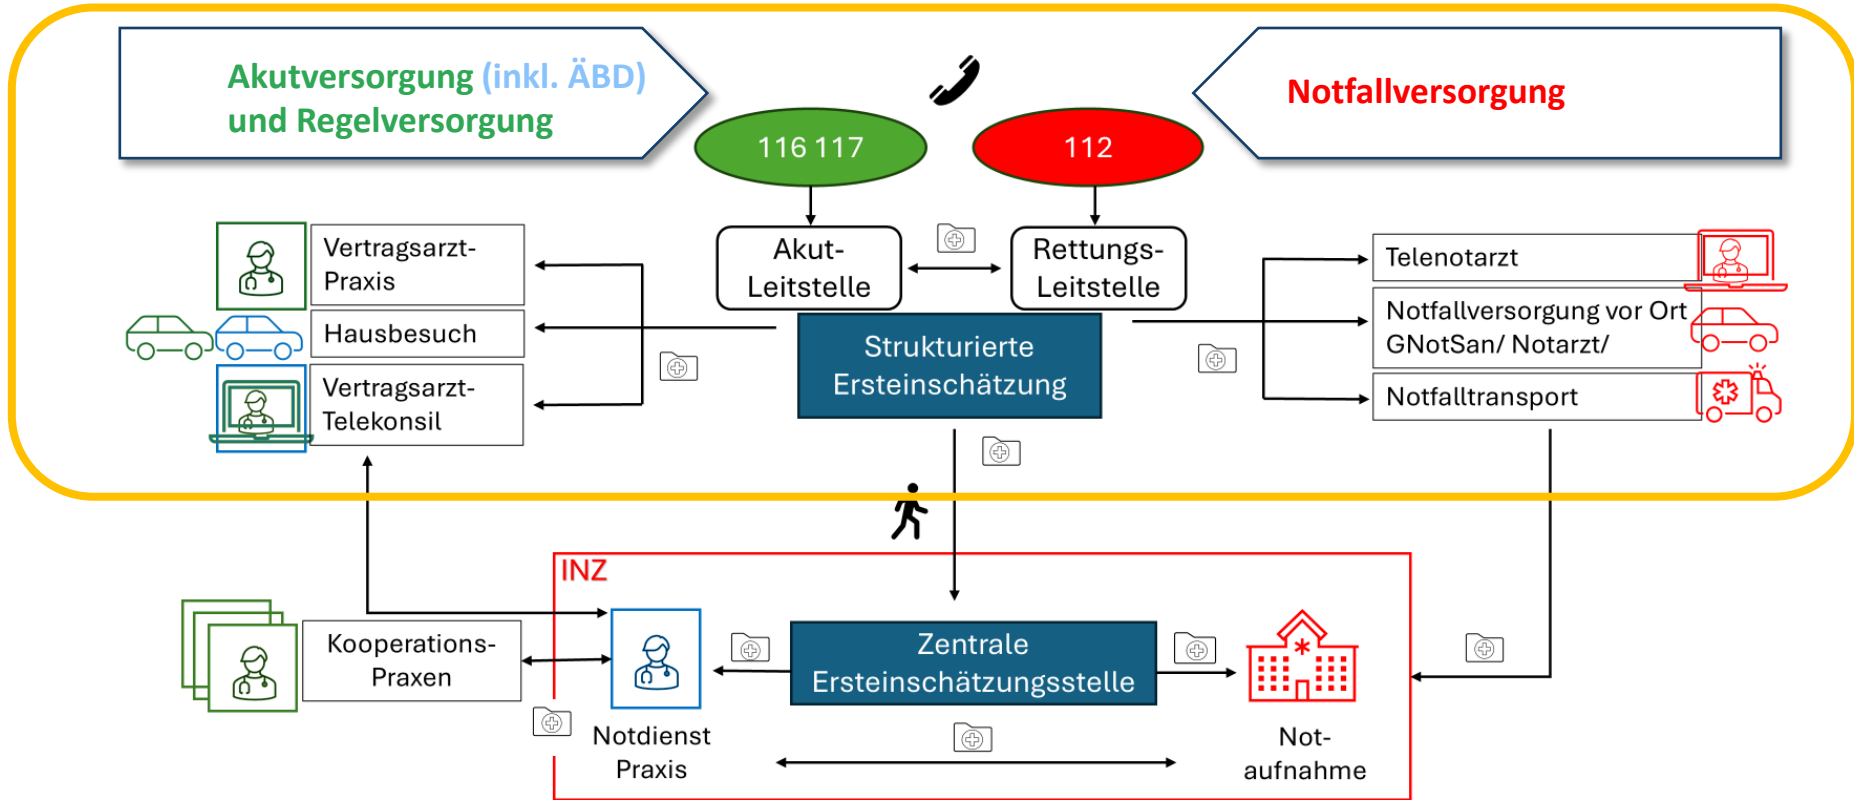 Akutversorgung (inkl. ÄBD)
und Regelversorgung
Notfallversorgung
116 117
112
Akut-
Leitstelle
Rettungs-
Leitstelle
Vertragsarzt-
Praxis
Hausbesuch
Vertragsarzt-
Telekonsil
Strukturierte
Ersteinschätzung
Telenotarzt
Notfallversorgung vor Ort
GNotSan/ Notarzt/
Notfalltransport
INZ
Kooperations-
Praxen
Notdienst
Praxis
Zentrale
Ersteinschätzungsstelle
Not-
aufnahme